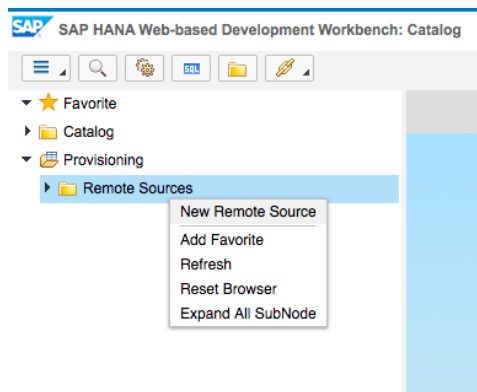 SAP SAP HANA Web-based Development Workbench: Catalog
SQL
Favorite
Catalog
Provisioning
Remote Sources
New Remote Source
Add Favorite
Refresh
Reset Browser
Expand All SubNode